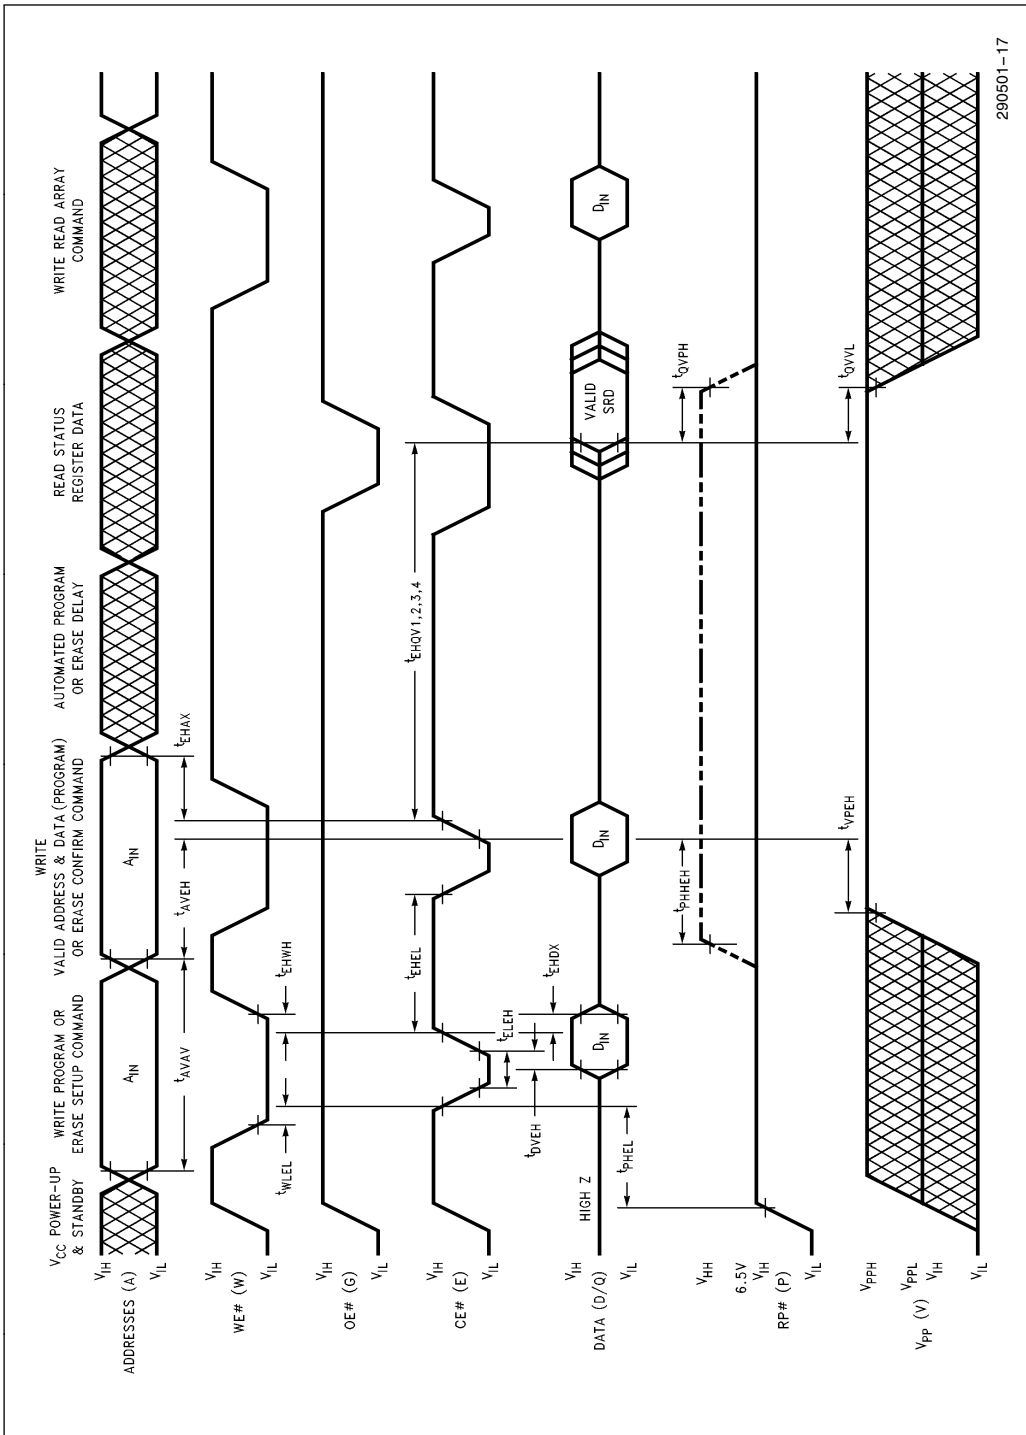 V_CC POWER-UP
& STANDBY
WRITE PROGRAM OR
ERASE SETUP COMMAND
WRITE
VALID ADDRESS & DATA (PROGRAM)
OR ERASE CONFIRM COMMAND
AUTOMATED PROGRAM
OR ERASE DELAY
READ STATUS
REGISTER DATA
WRITE READ ARRAY
COMMAND
V_IH
ADDRESSES (A)
V_IL
A_IN
A_IN
t_AVAV
t_AVEH
t_EHAX
V_IH
WE# (W)
V_IL
t_WLEL
t_EHWH
V_IH
OE# (G)
V_IL
t_EHEL
t_EHQV1,2,3,4
V_IH
CE# (E)
V_IL
t_ELEH
t_DVEH
t_EHDX
V_IH
DATA (D/Q)
V_IL
HIGH Z
D_IN
D_IN
VALID
SRD
D_IN
t_PHEL
t_PHHEH
t_QVPH
V_HH
6.5V
V_IH
RP# (P)
V_IL
t_VPEH
t_QVVL
V_PPH
V_PPL
V_PP (V)
V_IH
V_IL
290501-17